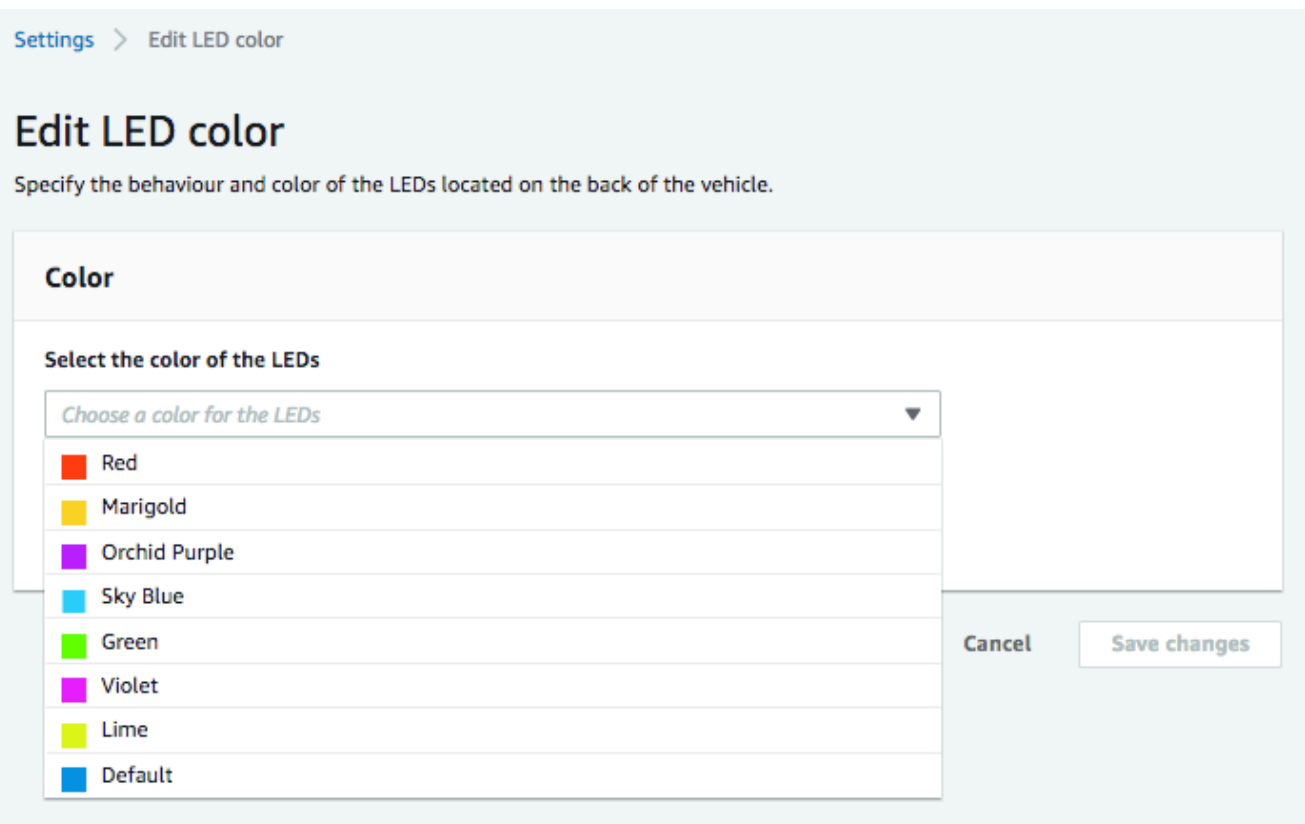 Settings > Edit LED color
Edit LED color
Specify the behaviour and color of the LEDs located on the back of the vehicle.
Color
Select the color of the LEDs
Choose a color for the LEDs
Red
Marigold
Orchid Purple
Sky Blue
Green
Violet
Lime
Default
Cancel Save changes